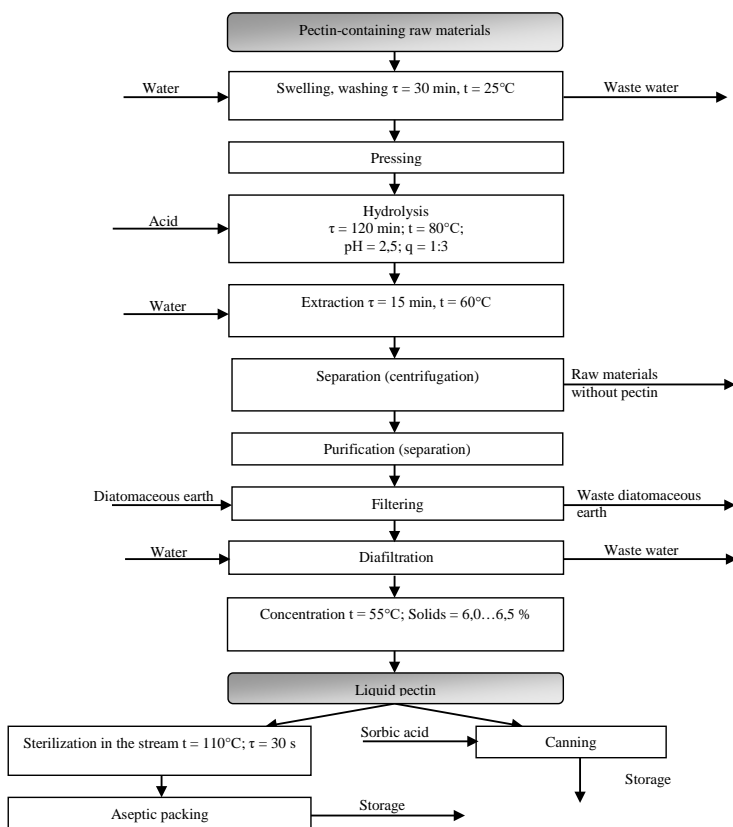 Pectin-containing raw materials
Water
Swelling, washing τ = 30 min, t = 25°C
Waste water
Pressing
Acid
Hydrolysis
τ = 120 min; t = 80°C;
pH = 2,5; q = 1:3
Water
Extraction τ = 15 min, t = 60°C
Separation (centrifugation)
Raw materials
without pectin
Purification (separation)
Diatomaceous earth
Filtering
Waste diatomaceous
earth
Water
Diafiltration
Waste water
Concentration t = 55°C; Solids = 6,0…6,5 %
Liquid pectin
Sterilization in the stream t = 110°C; τ = 30 s
Sorbic acid
Canning
Storage
Aseptic packing
Storage